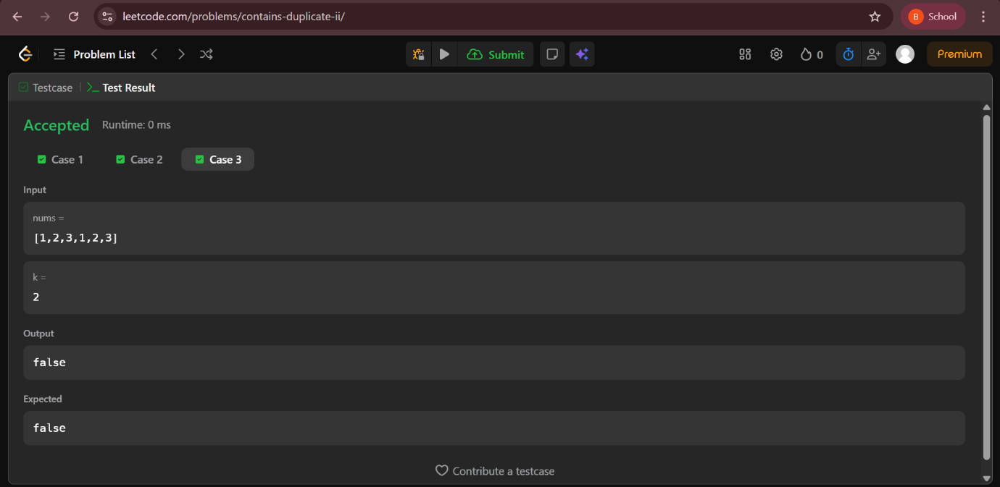 leetcode.com/problems/contains-duplicate-ii/
B School
Problem List Submit 0 Premium
Testcase Test Result
Accepted Runtime: 0 ms
Case 1 Case 2 Case 3
Input
nums =
[1,2,3,1,2,3]
k =
2
Output
false
Expected
false
Contribute a testcase